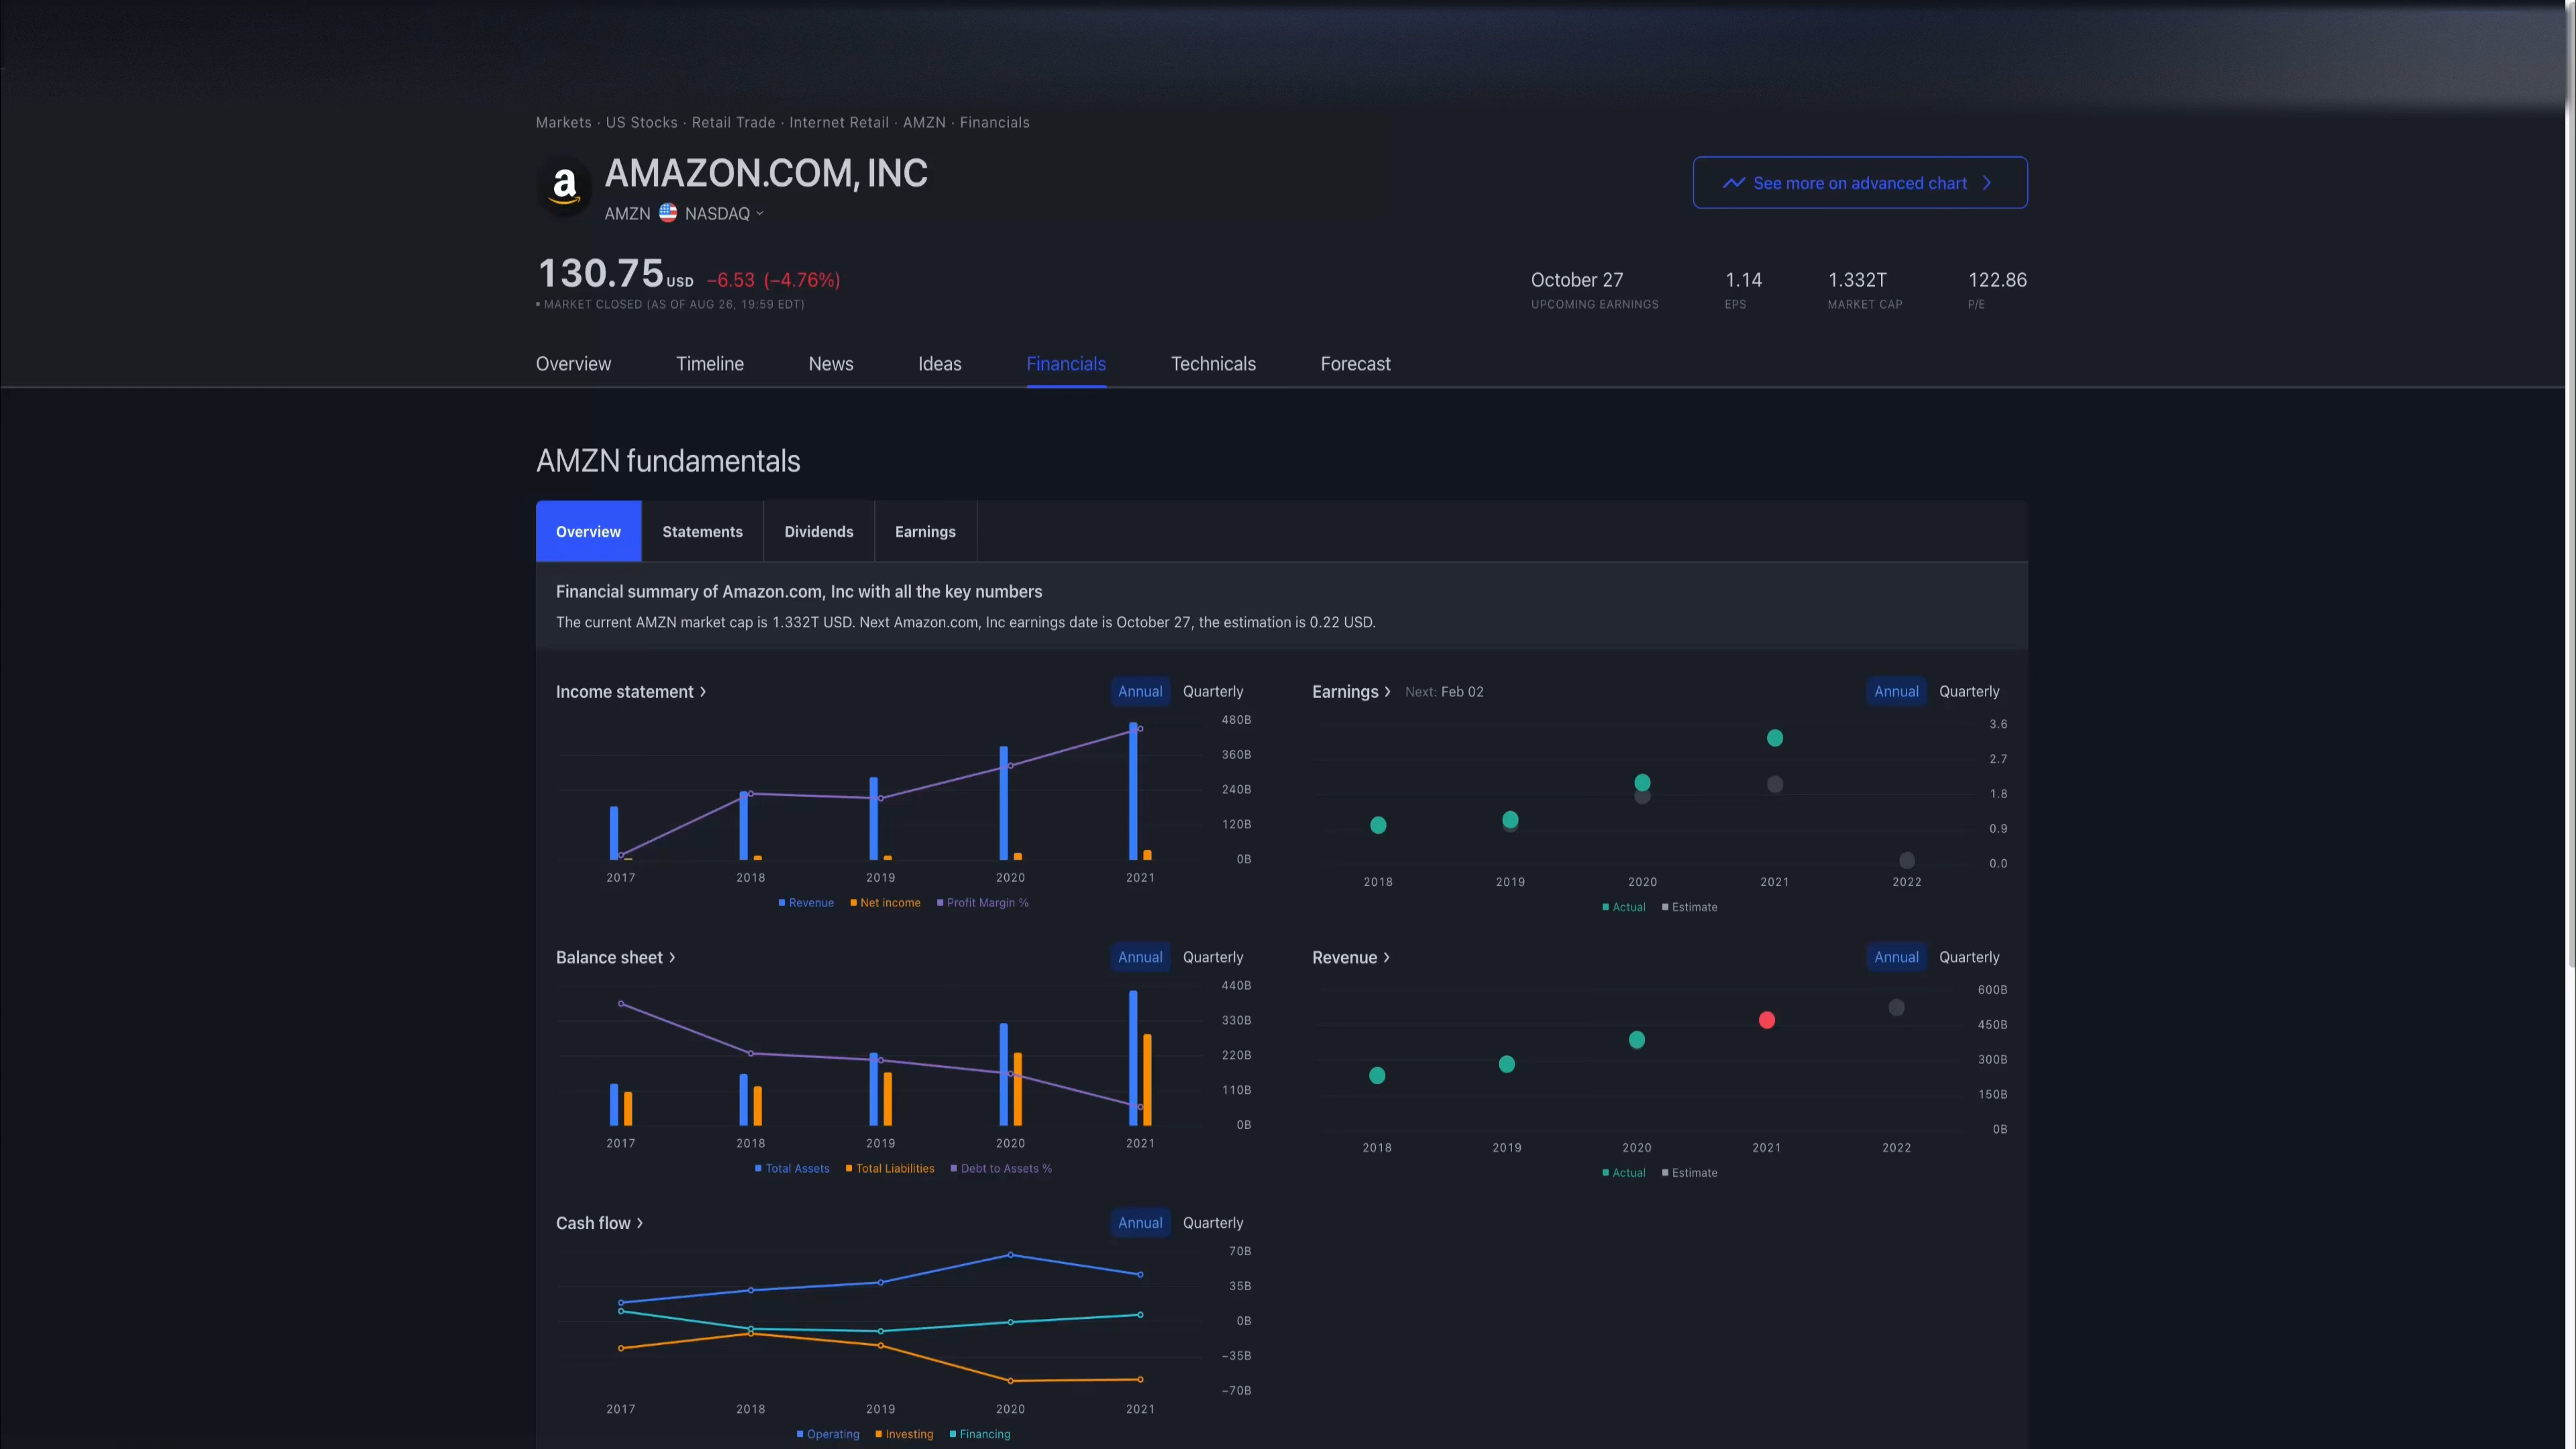 Markets · US Stocks · Retail Trade · Internet Retail · AMZN · Financials
a
AMAZON.COM, INC
AMZN NASDAQ
See more on advanced chart
130.75 USD −6.53 (−4.76%)
MARKET CLOSED (AS OF AUG 26, 19:59 EDT)
October 27 1.14 1.332T 122.86
UPCOMING EARNINGS EPS MARKET CAP P/E
Overview Timeline News Ideas Financials Technicals Forecast
AMZN fundamentals
Overview Statements Dividends Earnings
Financial summary of Amazon.com, Inc with all the key numbers
The current AMZN market cap is 1.332T USD. Next Amazon.com, Inc earnings date is October 27, the estimation is 0.22 USD.
Income statement Annual Quarterly
480B
360B
240B
120B
0B
2017 2018 2019 2020 2021
Revenue Net income Profit Margin %
Earnings Next: Feb 02 Annual Quarterly
3.6
2.7
1.8
0.9
0.0
2018 2019 2020 2021 2022
Actual Estimate
Balance sheet Annual Quarterly
440B
330B
220B
110B
0B
2017 2018 2019 2020 2021
Total Assets Total Liabilities Debt to Assets %
Revenue Annual Quarterly
600B
450B
300B
150B
0B
2018 2019 2020 2021 2022
Actual Estimate
Cash flow Annual Quarterly
70B
35B
0B
−35B
−70B
2017 2018 2019 2020 2021
Operating Investing Financing